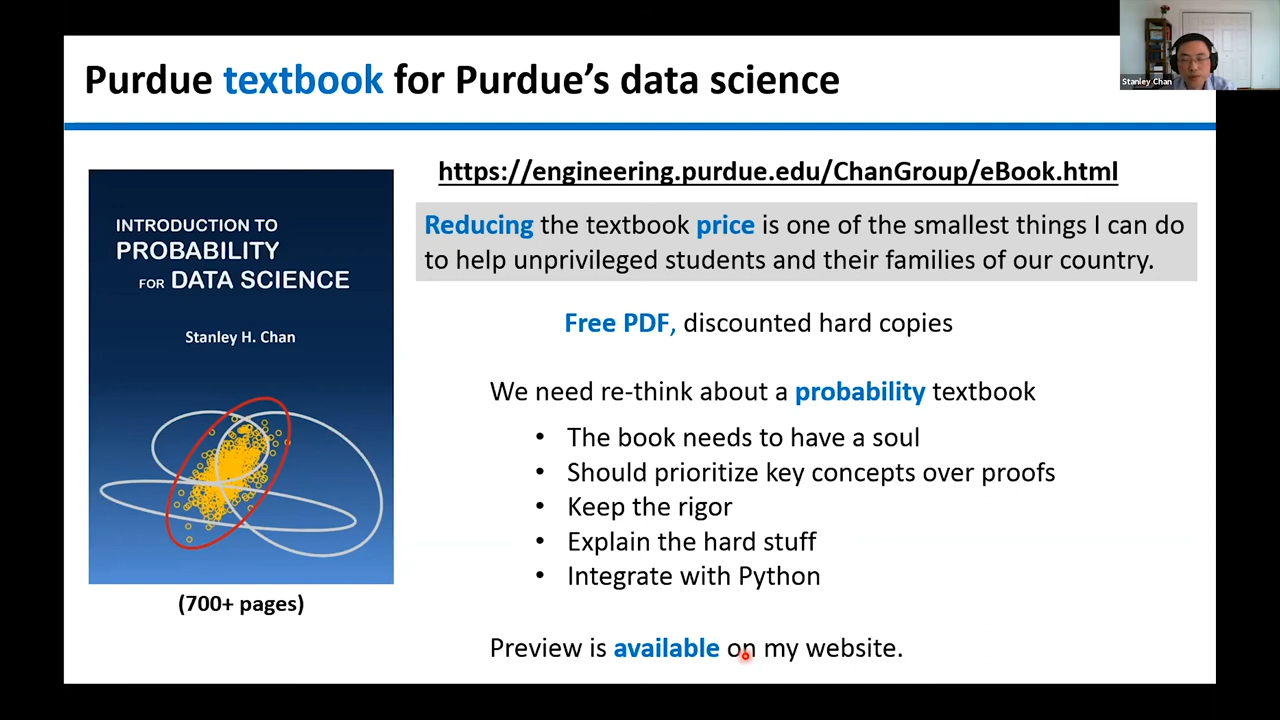 Purdue textbook for Purdue's data science
Stanley Chan
https://engineering.purdue.edu/ChanGroup/eBook.html
INTRODUCTION TO
PROBABILITY
FOR DATA SCIENCE
Stanley H. Chan
(700+ pages)
Reducing the textbook price is one of the smallest things I can do
to help unprivileged students and their families of our country.
Free PDF, discounted hard copies
We need re-think about a probability textbook
• The book needs to have a soul
• Should prioritize key concepts over proofs
• Keep the rigor
• Explain the hard stuff
• Integrate with Python
Preview is available on my website.